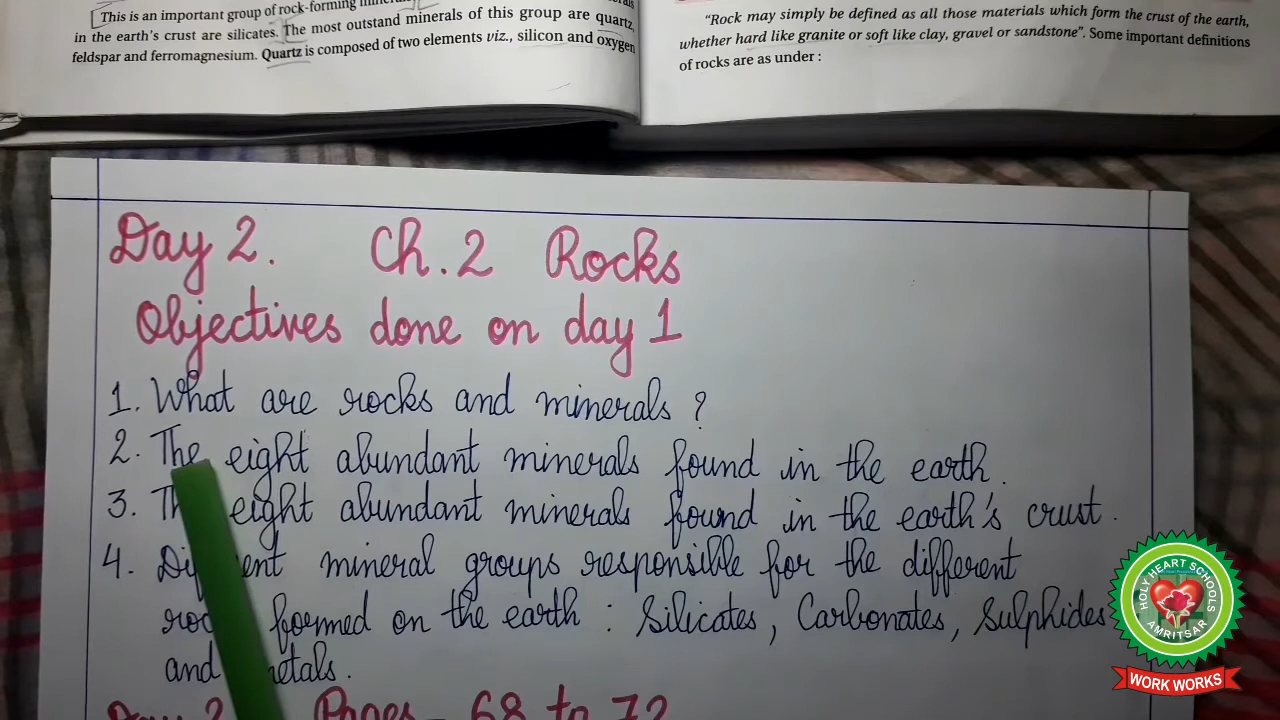 This is an important group of rock-forming
in the earth's crust are silicates. The most outstand minerals of this group are quartz,
feldspar and ferromagnesium. Quartz is composed of two elements viz., silicon and oxygen
"Rock may simply be defined as all those materials which form the crust of the earth,
whether hard like granite or soft like clay, gravel or sandstone". Some important definitions
of rocks are as under :
Day 2. Ch.2 Rocks
Objectives done on day 1
1. What are rocks and minerals ?
2. The eight abundant minerals found in the earth.
3. eight abundant minerals found in the earth's crust.
4. mineral groups responsible for the different
formed on the earth : Silicates, Carbonates, Sulphides
and
Day 2 Pages - 68 to 72
HOLY HEART SCHOOLS
AMRITSAR
WORK WORKS